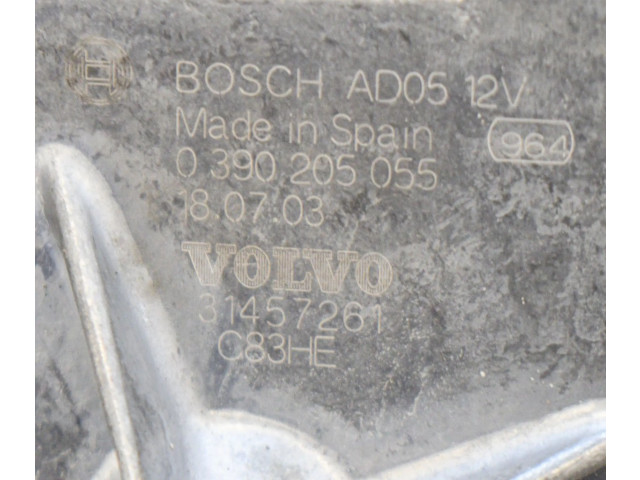 BOSCH AD05 12V
Made in Spain 964
0 390 205 055
18.07.03
VOLVO
31457261
C83HE